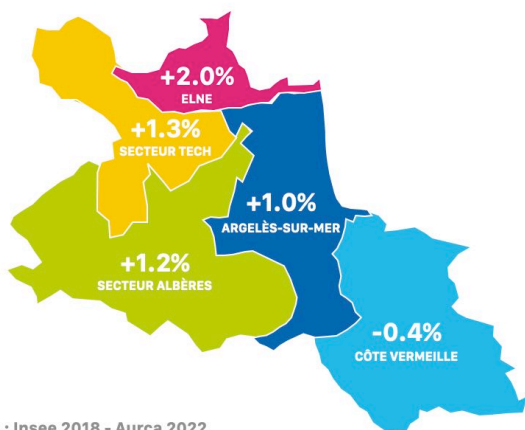 +2.0%
ELNE
+1.3%
SECTEUR TECH
+1.0%
ARGELÈS-SUR-MER
+1.2%
SECTEUR ALBÈRES
-0.4%
CÔTE VERMEILLE
: Insee 2018 - Aurca 2022